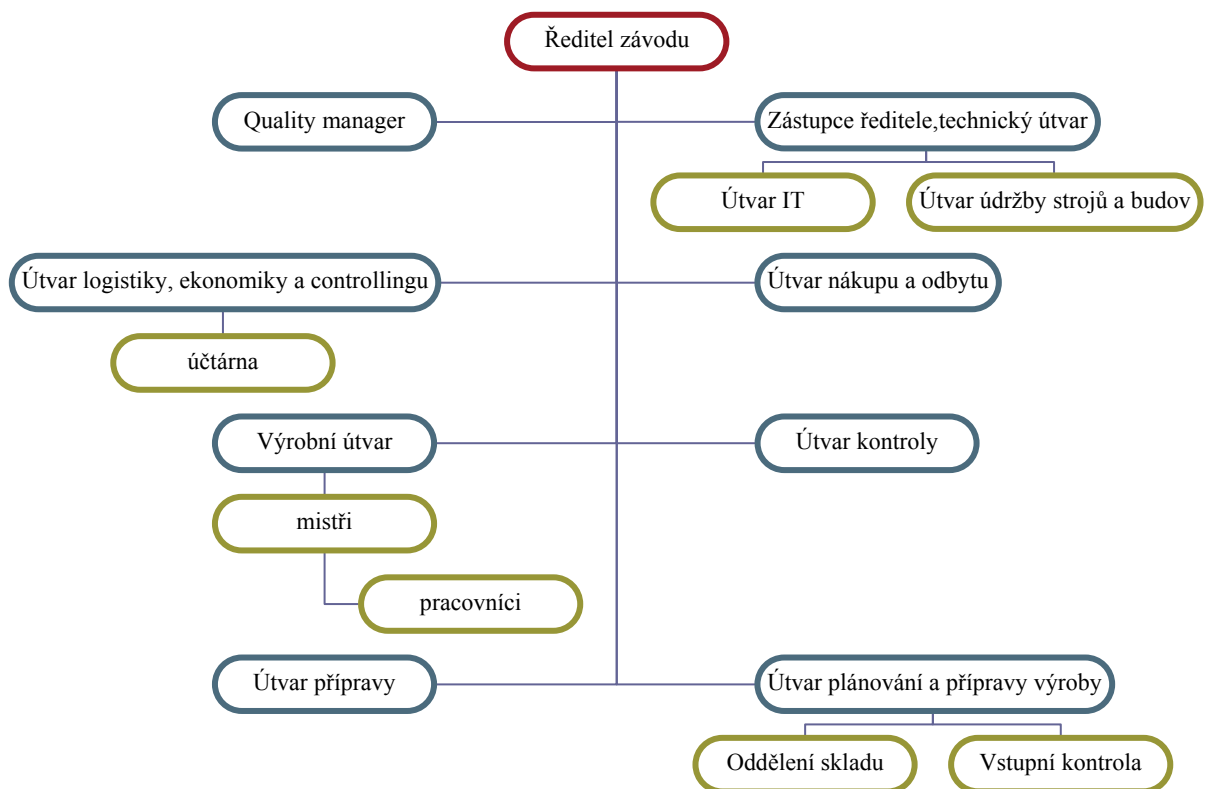 Ředitel závodu
Quality manager
Zástupce ředitele,technický útvar
Útvar IT
Útvar údržby strojů a budov
Útvar logistiky, ekonomiky a controllingu
Útvar nákupu a odbytu
účtárna
Výrobní útvar
Útvar kontroly
mistři
pracovníci
Útvar přípravy
Útvar plánování a přípravy výroby
Oddělení skladu
Vstupní kontrola